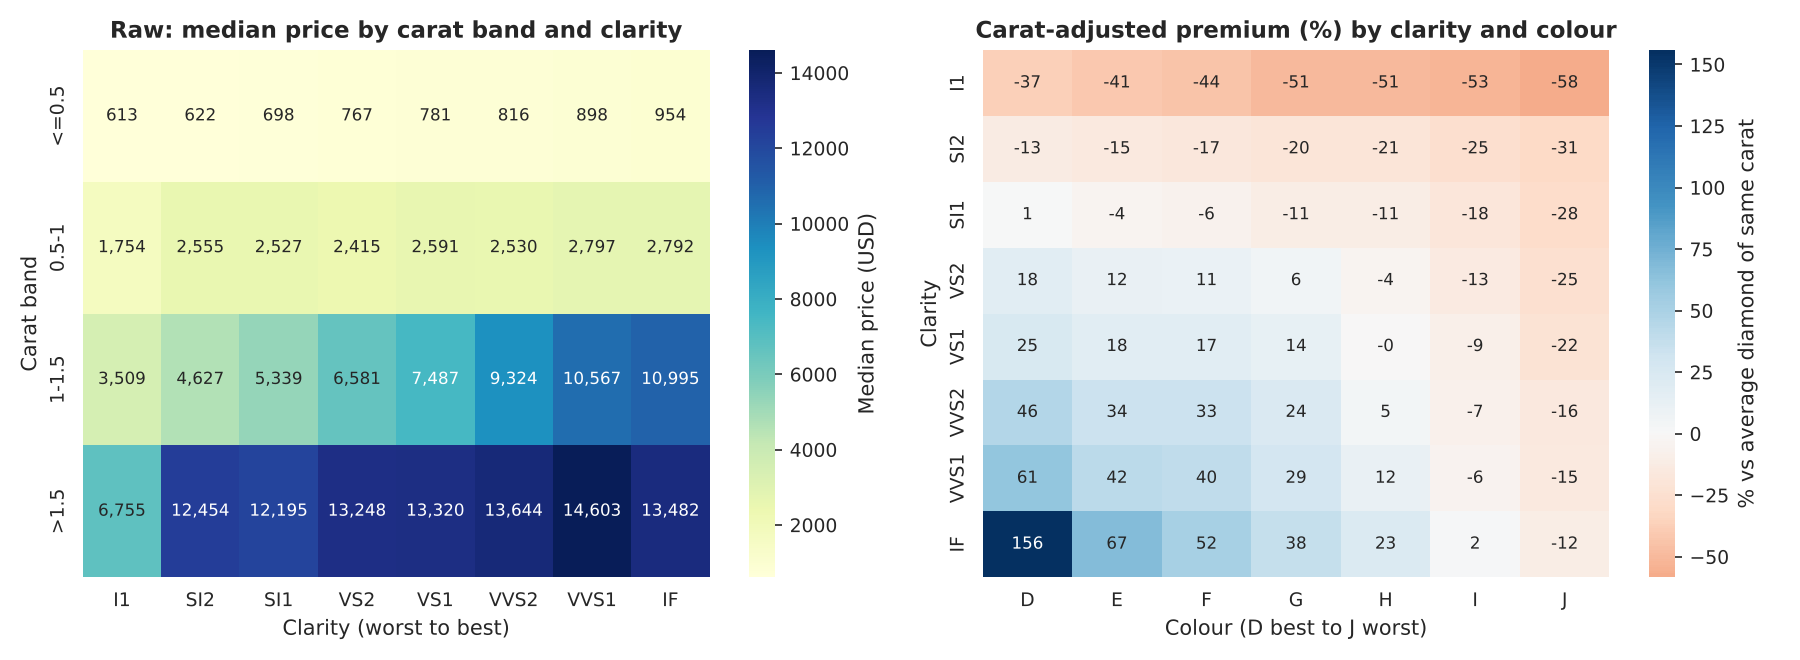 Raw: median price by carat band and clarity
Carat band
<=0.5
613 622 698 767 781 816 898 954
0.5-1
1,754 2,555 2,527 2,415 2,591 2,530 2,797 2,792
1-1.5
3,509 4,627 5,339 6,581 7,487 9,324 10,567 10,995
>1.5
6,755 12,454 12,195 13,248 13,320 13,644 14,603 13,482
I1 SI2 SI1 VS2 VS1 VVS2 VVS1 IF
Clarity (worst to best)
14000
12000
10000
8000
6000
4000
2000
Median price (USD)
Carat-adjusted premium (%) by clarity and colour
Clarity
I1
-37 -41 -44 -51 -51 -53 -58
SI2
-13 -15 -17 -20 -21 -25 -31
SI1
1 -4 -6 -11 -11 -18 -28
VS2
18 12 11 6 -4 -13 -25
VS1
25 18 17 14 -0 -9 -22
VVS2
46 34 33 24 5 -7 -16
VVS1
61 42 40 29 12 -6 -15
IF
156 67 52 38 23 2 -12
D E F G H I J
Colour (D best to J worst)
150
125
100
75
50
25
0
−25
−50
% vs average diamond of same carat